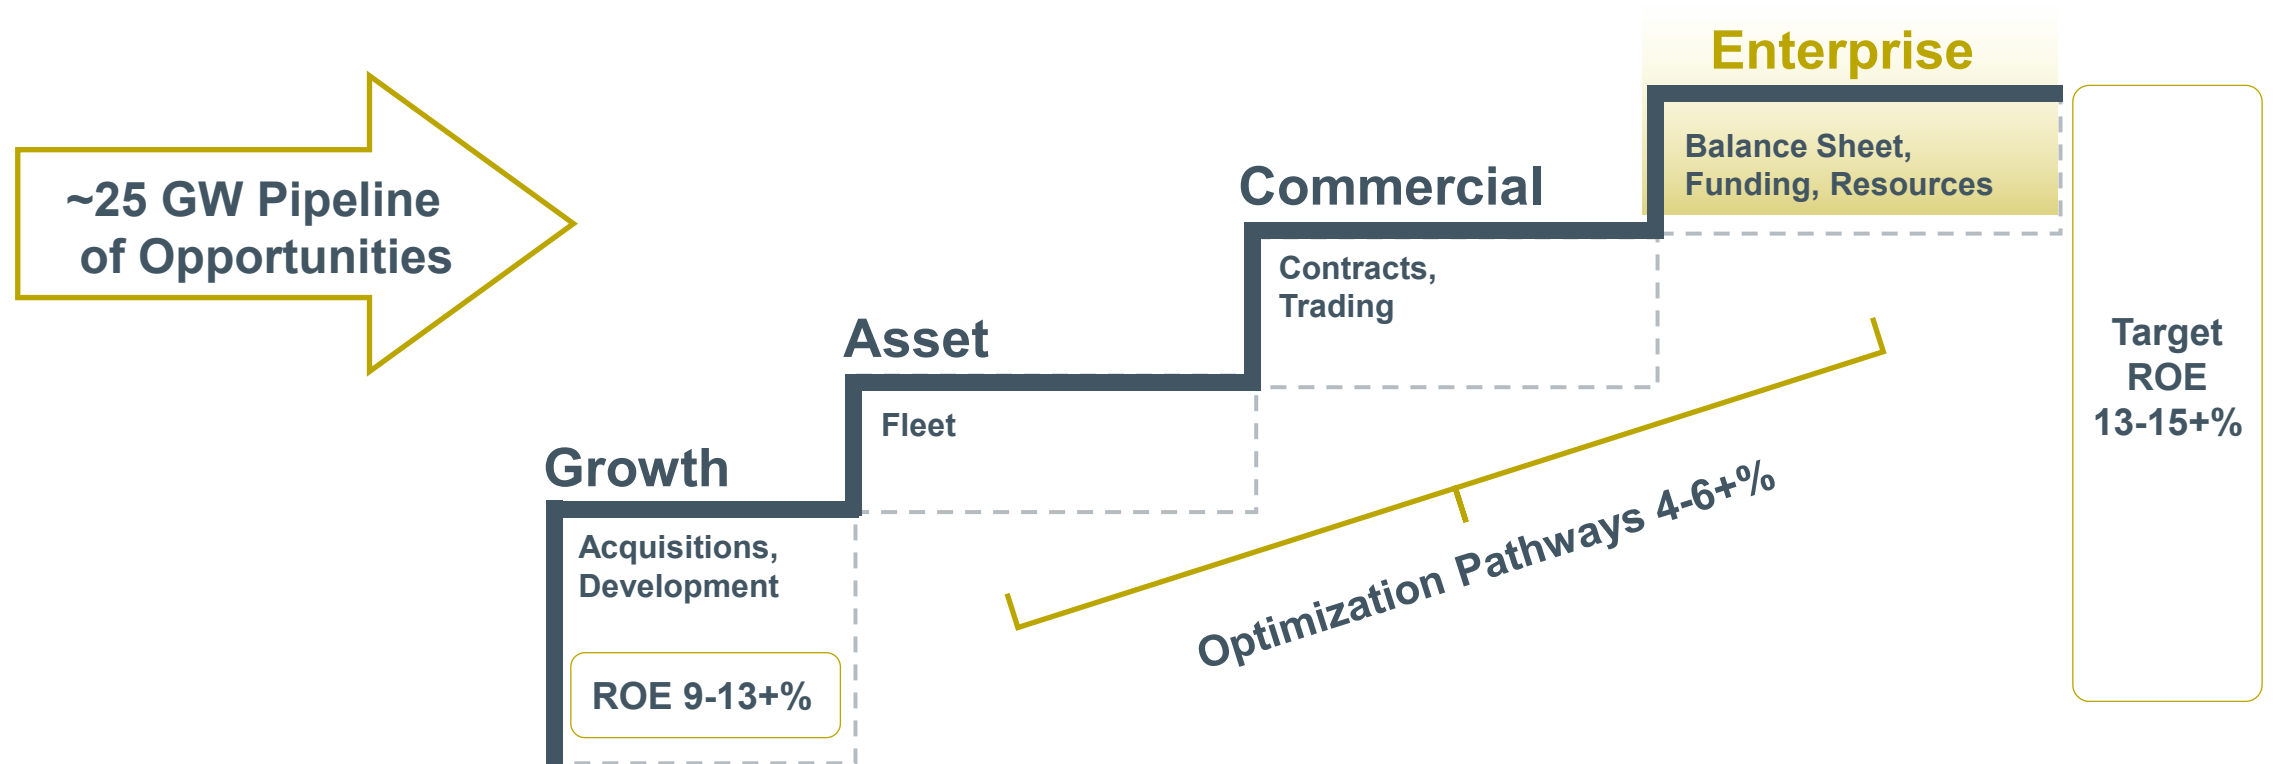 ~25 GW Pipeline
of Opportunities
Growth
Acquisitions,
Development
ROE 9-13+%
Asset
Fleet
Commercial
Contracts,
Trading
Enterprise
Balance Sheet,
Funding, Resources
Optimization Pathways 4-6+%
Target
ROE
13-15+%